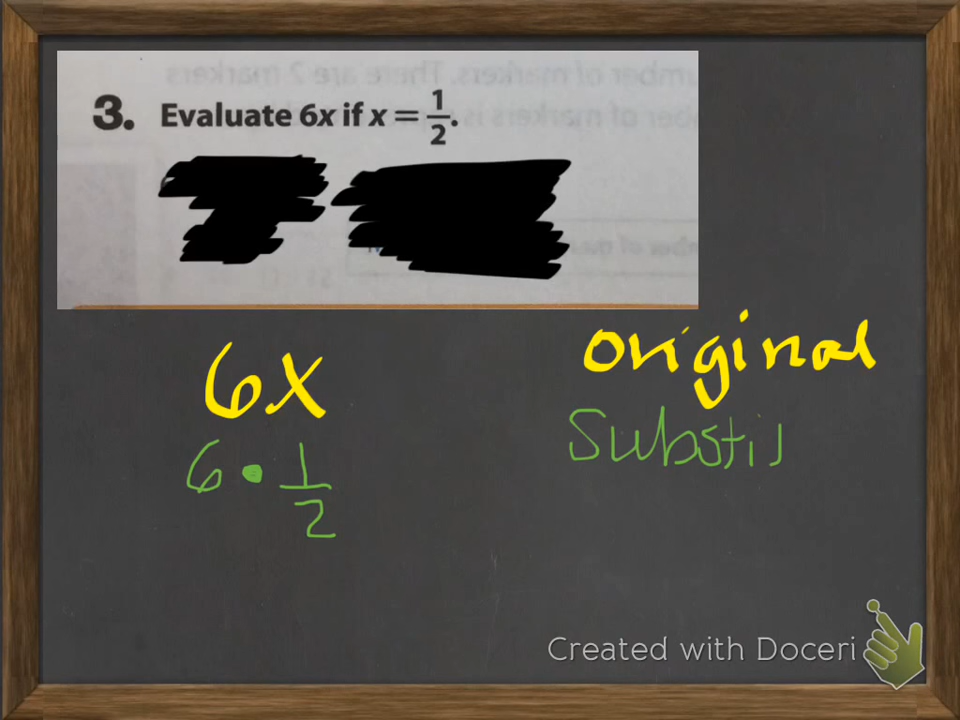 3. Evaluate 6x if x = 1/2.
6x original
6 • 1/2 Substi
Created with Doceri